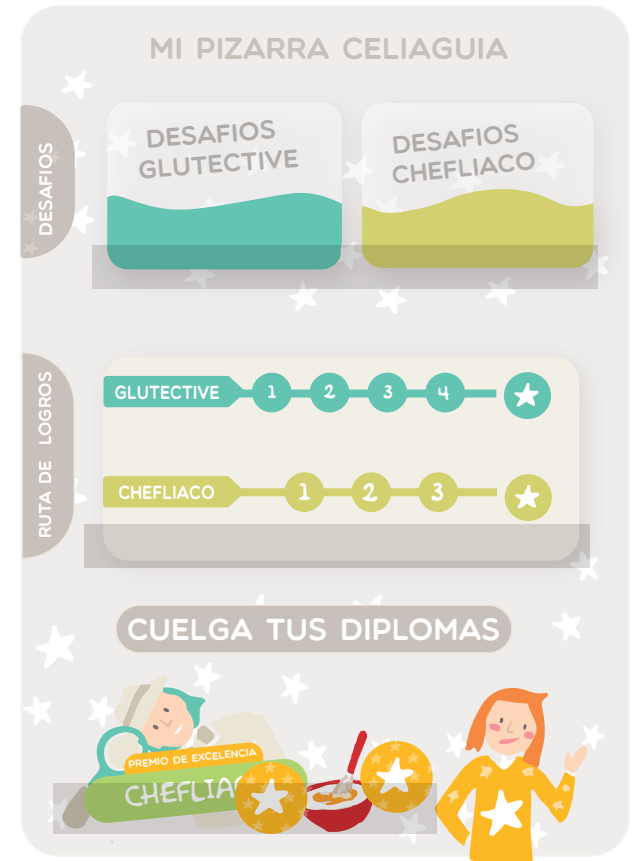 MI PIZARRA CELIAGUIA
DESAFIOS
DESAFIOS
GLUTECTIVE
DESAFIOS
CHEFLIACO
RUTA DE LOGROS
GLUTECTIVE 1 2 3 4
CHEFLIACO 1 2 3
CUELGA TUS DIPLOMAS
PREMIO DE EXCELENCIA